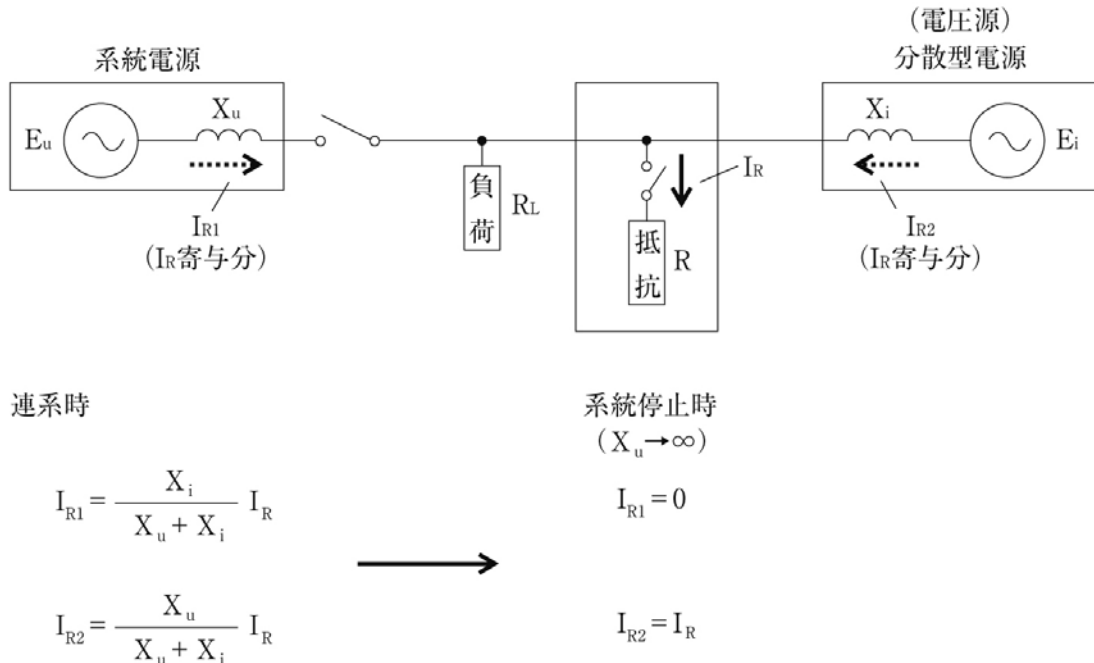 (電圧源)
系統電源
分散型電源
Xu
Eu
Xi
Ei
負荷
RL
IR
抵抗
R
IR1
(IR寄与分)
IR2
(IR寄与分)
連系時
系統停止時
(Xu→∞)
IR1 = Xi / Xu + Xi IR
IR1 = 0
IR2 = Xu / Xu + Xi IR
IR2 = IR